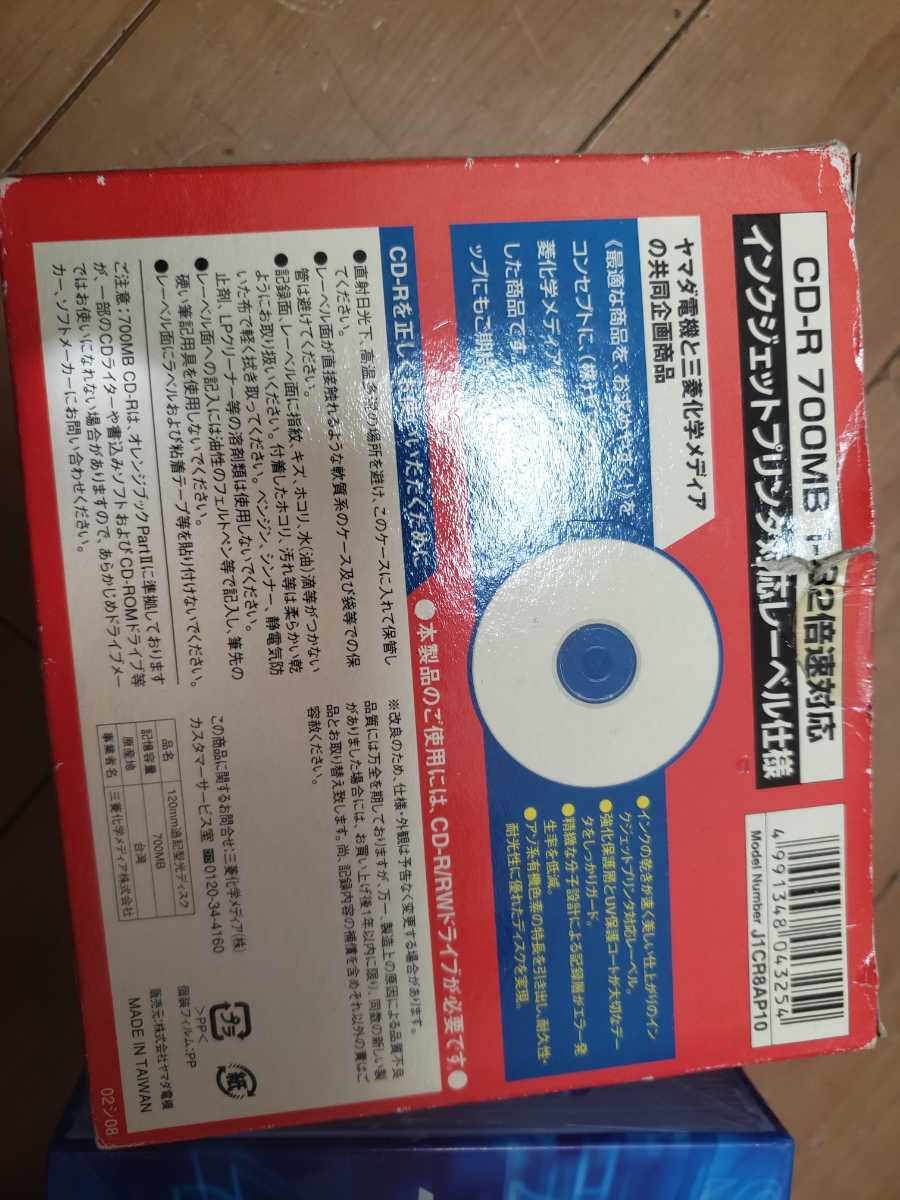 CD-R 700MB 1-32倍速対応
インクジェットプリンタ対応レーベル仕様
4 991348 043254
Model Number J1CR8AP10
ヤマダ電機と三菱化学メディア
の共同企画商品
《最適な商品を、お求めやすく!》を
コンセプトに、(株)
菱化学メディア
した商品です
ップにもご期
●インクの乾きが速く美しい仕上がりのイン
クジェットプリンタ対応レーベル。
●強化保護層とUV保護コートが大切なデー
タをしっかりガード。
●精緻な分子設計による記録層がエラー発
生率を低減。
●アゾ系有機色素の特長を引き出し、耐久性・
耐光性に優れたディスクを実現。
●本製品のご使用には、CD-R/RWドライブが必要です。●
CD-Rを正しくお使いいただくために
●直射日光下、高温多湿の場所を避け、このケースに入れて保管し
てください。
●レーベル面が直接触れるような軟質系のケース及び袋等での保
管は避けてください。
●記録面、レーベル面に指紋、キズ、ホコリ、水(油)滴等がつかない
ようにお取り扱いください。付着したホコリ、汚れ等は柔らかい乾
いた布で軽く拭き取ってください。ベンジン、シンナー、静電気防
止剤、LPクリーナー等の溶剤類は使用しないでください。
●レーベル面への記入には油性のフェルトペン等で記入し、筆先の
硬い筆記用具を使用しないでください。
●レーベル面にラベルおよび粘着テープ等を貼り付けないでください。
ご注意:700MB CD-Rは、オレンジブックPartⅡに準拠しております
が、一部のCDライターや書込みソフトおよびCD-ROMドライブ等
ではお使いになれない場合がありますので、あらかじめドライブメー
カー、ソフトメーカーにお問い合わせください。
※改良のため、仕様・外観は予告なく変更する場合があります。
品質には万全を期しておりますが、万一、製造上の原因による品質不良
がありました場合には、お買い上げ後1年以内に限り、同数の新しい製
品とお取り替え致します。尚、記録内容の補償を含めそれ以外の責はご
容赦ください。
この商品に関するお問合せ:三菱化学メディア(株)
カスタマーサービス室 0120-34-4160
品名 120mm追記型光ディスク
記憶容量 700MB
原産地 台湾
事業者名 三菱化学メディア株式会社
プラ
紙
個装フィルム:PP
>PP<
販売元:株式会社ヤマダ電機
MADE IN TAIWAN
02シ08